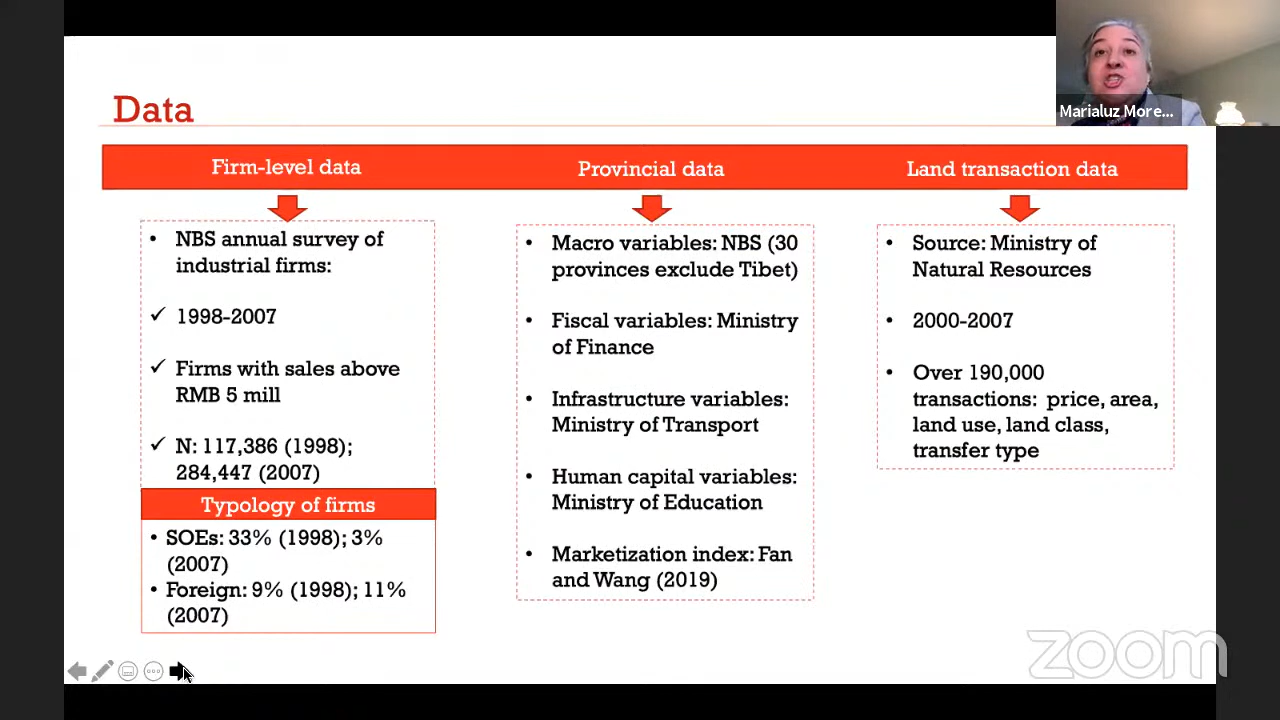 Data
Marialuz More...
Firm-level data
Provincial data
Land transaction data
• NBS annual survey of
industrial firms:
✓ 1998-2007
✓ Firms with sales above
RMB 5 mill
✓ N: 117,386 (1998);
284,447 (2007)
Typology of firms
• SOEs: 33% (1998); 3%
(2007)
• Foreign: 9% (1998); 11%
(2007)
• Macro variables: NBS (30
provinces exclude Tibet)
• Fiscal variables: Ministry
of Finance
• Infrastructure variables:
Ministry of Transport
• Human capital variables:
Ministry of Education
• Marketization index: Fan
and Wang (2019)
• Source: Ministry of
Natural Resources
• 2000-2007
• Over 190,000
transactions: price, area,
land use, land class,
transfer type
zoom